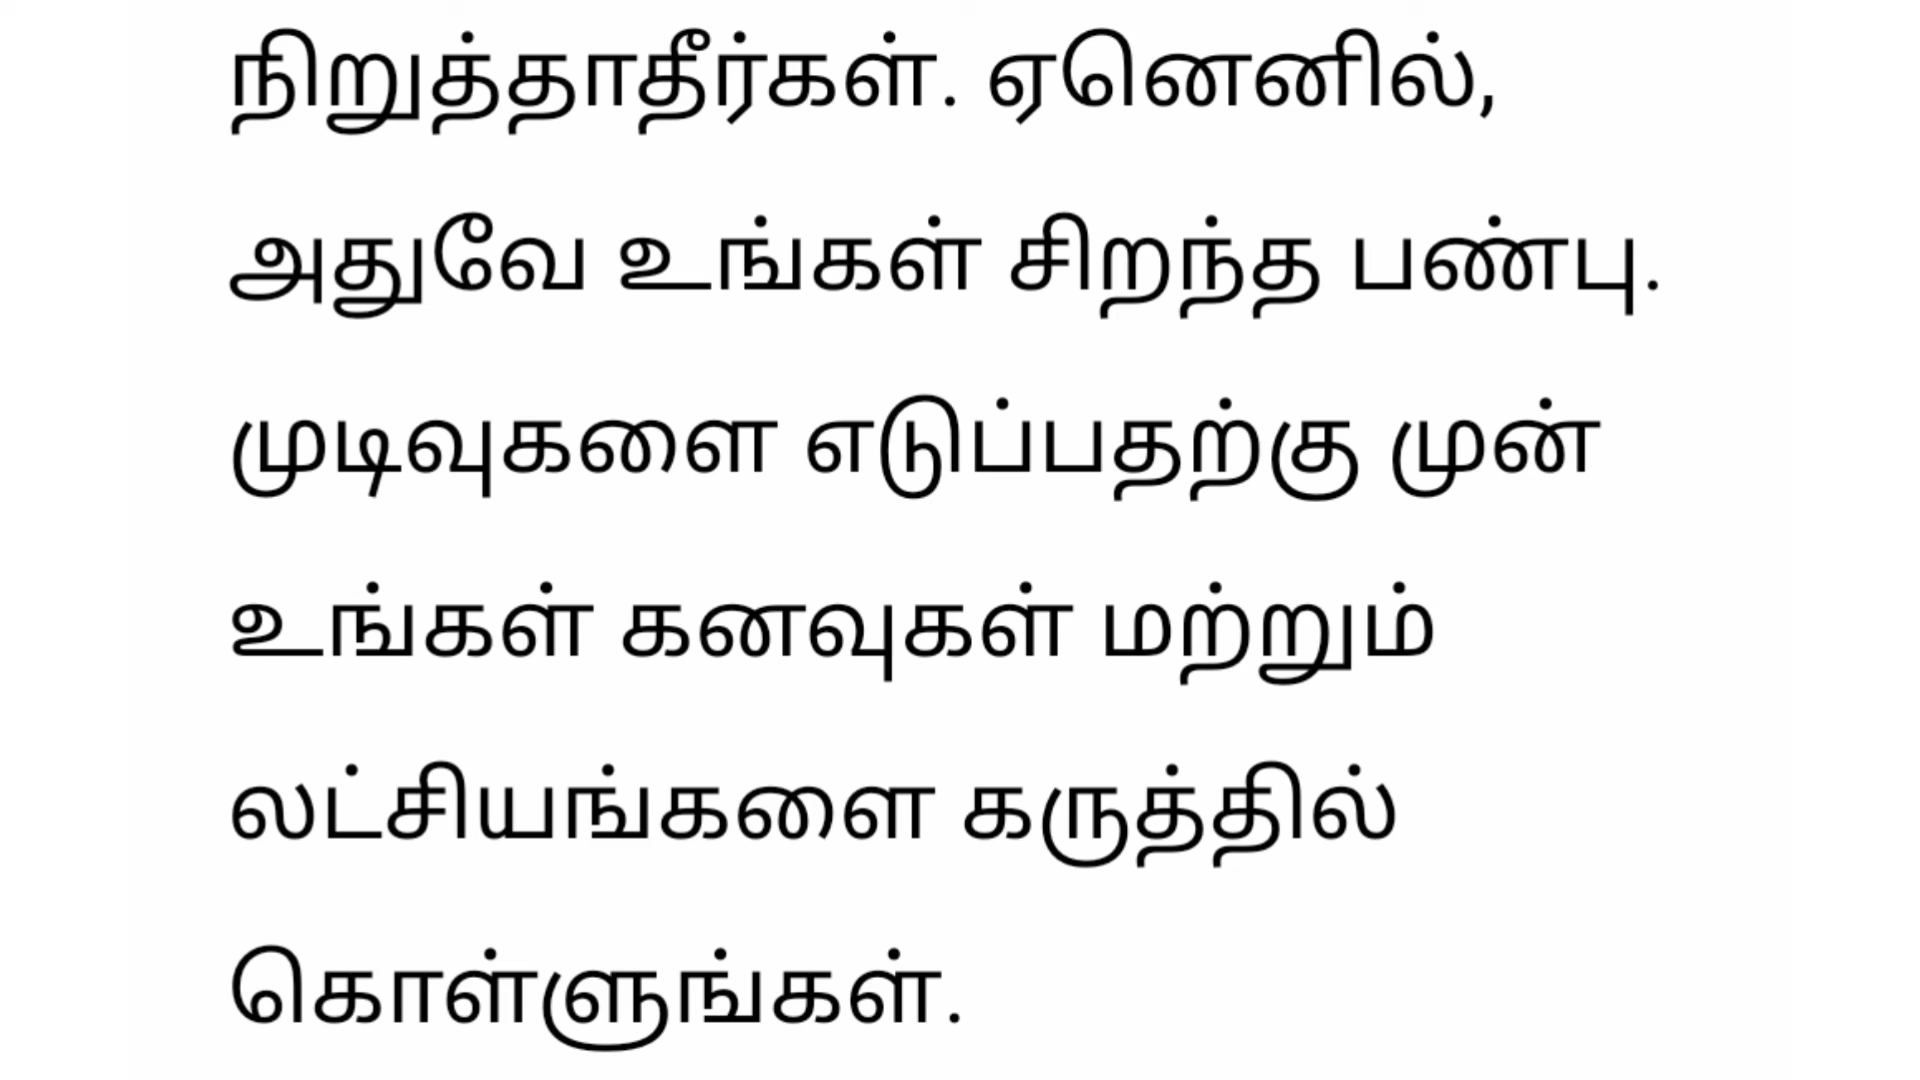 நிறுத்தாதீர்கள். ஏனெனில்,
அதுவே உங்கள் சிறந்த பண்பு.
முடிவுகளை எடுப்பதற்கு முன்
உங்கள் கனவுகள் மற்றும்
லட்சியங்களை கருத்தில்
கொள்ளுங்கள்.